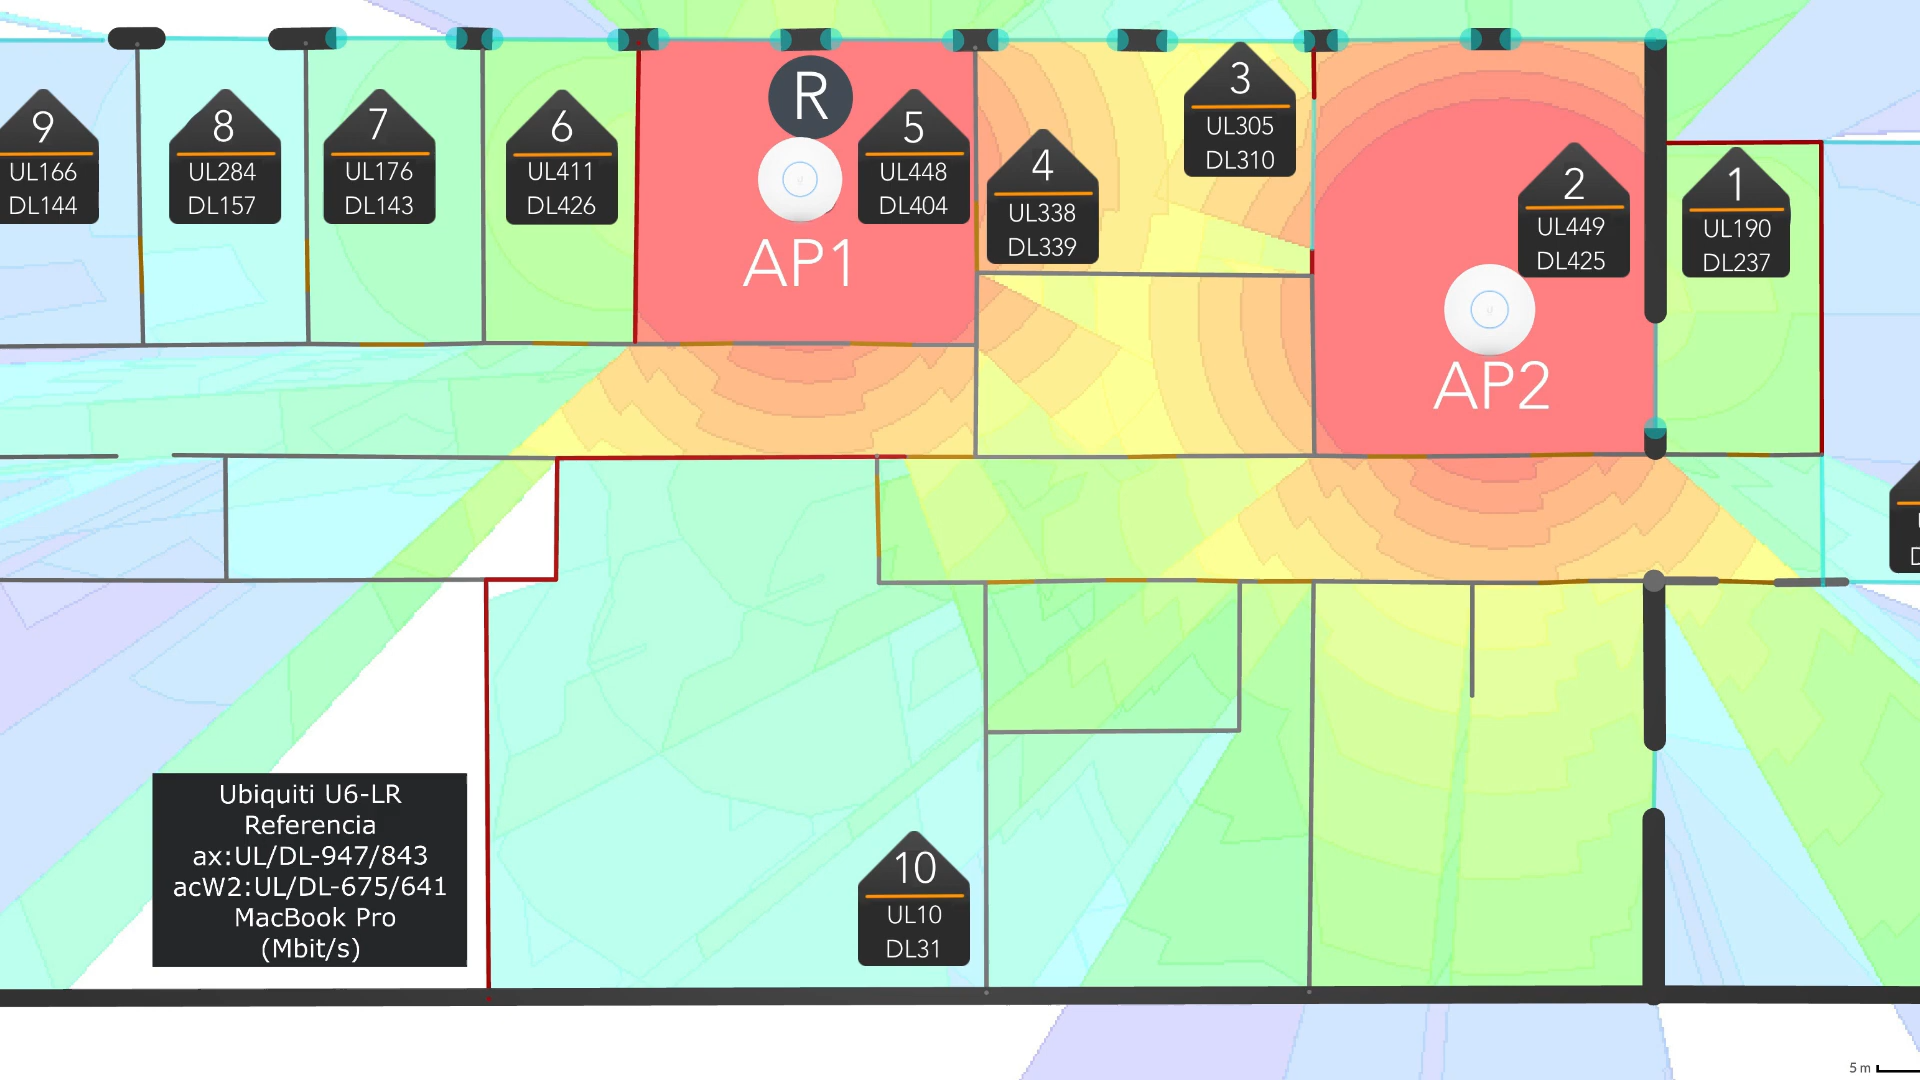 9
UL166
DL144
8
UL284
DL157
7
UL176
DL143
6
UL411
DL426
R
5
UL448
DL404
AP1
4
UL338
DL339
3
UL305
DL310
2
UL449
DL425
AP2
1
UL190
DL237
D
10
UL10
DL31
Ubiquiti U6-LR
Referencia
ax:UL/DL-947/843
acW2:UL/DL-675/641
MacBook Pro
(Mbit/s)
5 m